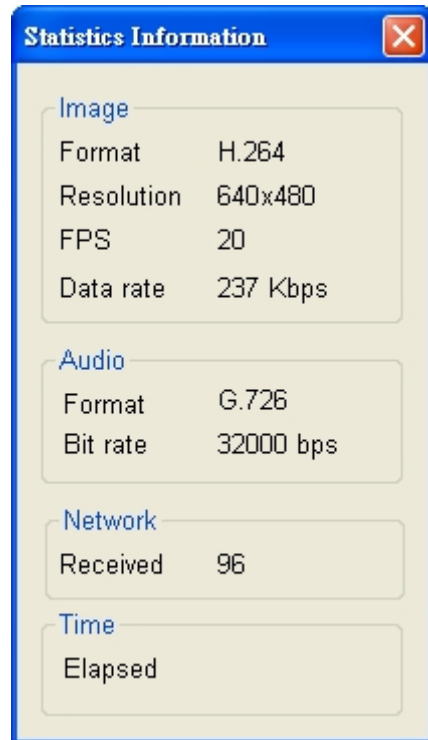 Statistics Information
Image
Format H.264
Resolution 640x480
FPS 20
Data rate 237 Kbps
Audio
Format G.726
Bit rate 32000 bps
Network
Received 96
Time
Elapsed